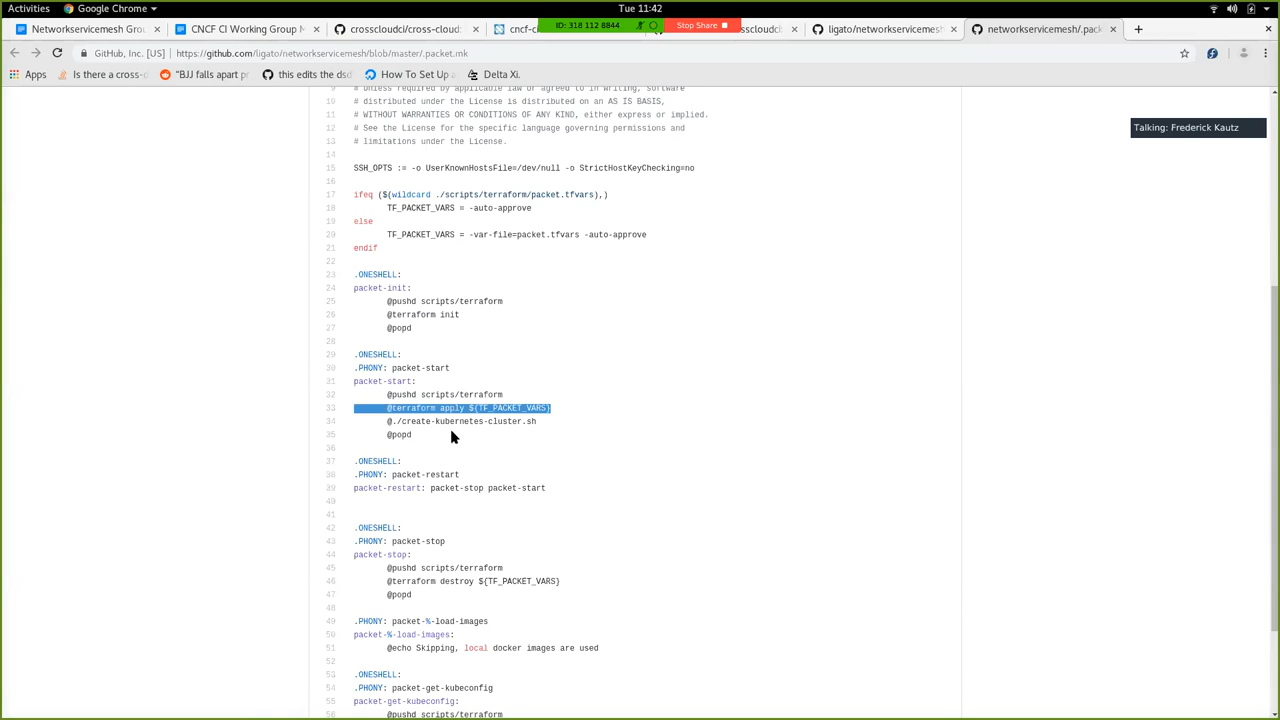 Activities
Google Chrome ▾
Tue 11:42
Networkservicemesh Grou
CNCF CI Working Group M
crosscloudci/cross-cloud:
cncf-ci
ID: 318 112 8844
Stop Share
sscloudci
ligato/networkservicemesh
networkservicemesh/.pack
GitHub, Inc. [US]
https://github.com/ligato/networkservicemesh/blob/master/.packet.mk
Apps
Is there a cross-d
"BJJ falls apart pr
this edits the dsd
How To Set Up
Delta Xi.
Talking: Frederick Kautz
9 # Unless required by applicable law or agreed to in writing, software
10 # distributed under the License is distributed on an AS IS BASIS,
11 # WITHOUT WARRANTIES OR CONDITIONS OF ANY KIND, either express or implied.
12 # See the License for the specific language governing permissions and
13 # limitations under the License.
14
15 SSH_OPTS := -o UserKnownHostsFile=/dev/null -o StrictHostKeyChecking=no
16
17 ifeq ($(wildcard ./scripts/terraform/packet.tfvars),)
18 TF_PACKET_VARS = -auto-approve
19 else
20 TF_PACKET_VARS = -var-file=packet.tfvars -auto-approve
21 endif
22
23 .ONESHELL:
24 packet-init:
25 @pushd scripts/terraform
26 @terraform init
27 @popd
28
29 .ONESHELL:
30 .PHONY: packet-start
31 packet-start:
32 @pushd scripts/terraform
33 @terraform apply ${TF_PACKET_VARS}
34 @./create-kubernetes-cluster.sh
35 @popd
36
37 .ONESHELL:
38 .PHONY: packet-restart
39 packet-restart: packet-stop packet-start
40
41
42 .ONESHELL:
43 .PHONY: packet-stop
44 packet-stop:
45 @pushd scripts/terraform
46 @terraform destroy ${TF_PACKET_VARS}
47 @popd
48
49 .PHONY: packet-%-load-images
50 packet-%-load-images:
51 @echo Skipping, local docker images are used
52
53 .ONESHELL:
54 .PHONY: packet-get-kubeconfig
55 packet-get-kubeconfig:
56 @pushd scripts/terraform